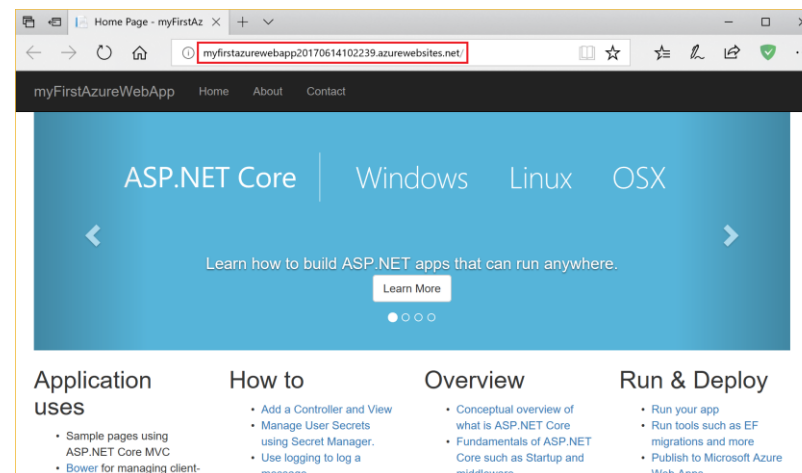 Home Page - myFirstAz
myfirstazurewebapp20170614102239.azurewebsites.net/
myFirstAzureWebApp Home About Contact
ASP.NET Core Windows Linux OSX
Learn how to build ASP.NET apps that can run anywhere.
Learn More
Application
uses
Sample pages using
ASP.NET Core MVC
Bower for managing client-
How to
Add a Controller and View
Manage User Secrets
using Secret Manager.
Use logging to log a
message
Overview
Conceptual overview of
what is ASP.NET Core
Fundamentals of ASP.NET
Core such as Startup and
middleware
Run & Deploy
Run your app
Run tools such as EF
migrations and more
Publish to Microsoft Azure
Web Apps